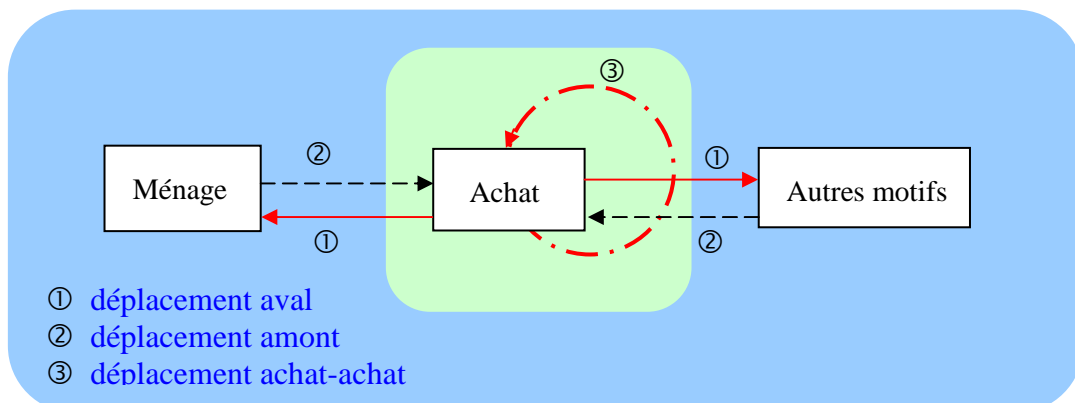 ③
②
①
Ménage
Achat
Autres motifs
①
②
① déplacement aval
② déplacement amont
③ déplacement achat-achat